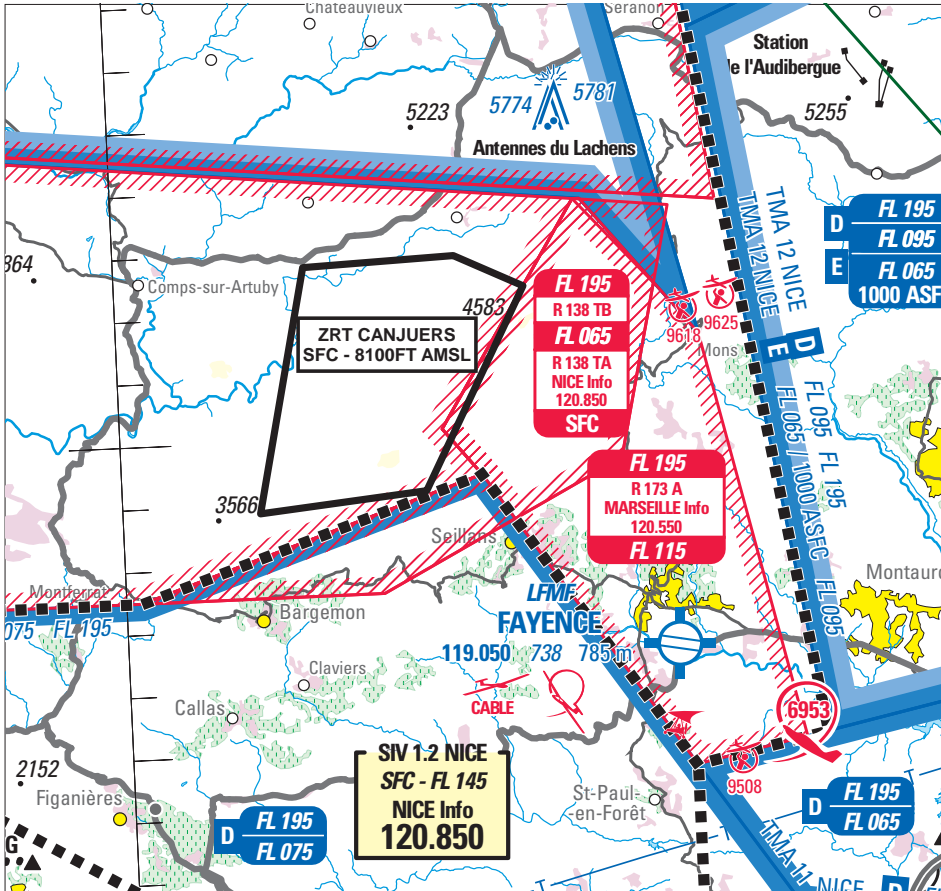 Châteauvieux
Séranon
Station
de l'Audibergue
5774
5781
5223
5255
Antennes du Lachens
D
FL 195
FL 095
E
FL 065
1000 ASF
TMA 12 NICE
TMA 12 NICE
D
E
FL 095 FL 195
FL 065 / 1000 ASFC FL 095
864
Comps-sur-Artuby
4583
ZRT CANJUERS
SFC - 8100FT AMSL
FL 195
R 138 TB
FL 065
R 138 TA
NICE Info
120.850
SFC
9625
9618
Mons
3566
FL 195
R 173 A
MARSEILLE Info
120.550
FL 115
Seillans
Montferrat
Bargemon
075 FL 195
LFMF
FAYENCE
119.050 738 785 m
Montauro
Claviers
CABLE
Callas
6953
SIV 1.2 NICE
SFC - FL 145
NICE Info
120.850
2152
Figanières
9508
St-Paul-
-en-Forêt
D
FL 195
FL 075
D
FL 195
FL 065
G
TMA 11
NICE
D